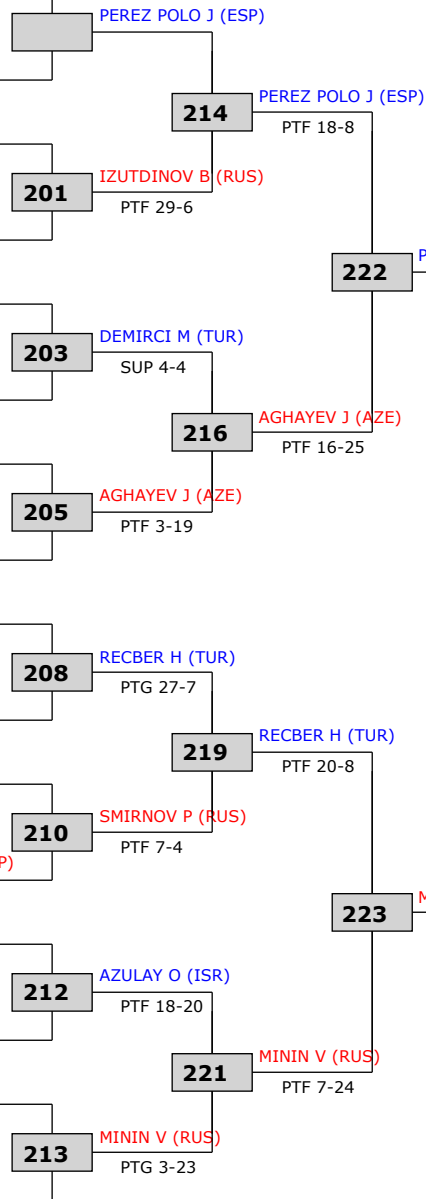 PEREZ POLO J (ESP)
214
PEREZ POLO J (ESP)
PTF 18-8
201
IZUTDINOV B (RUS)
PTF 29-6
222
P
203
DEMIRCI M (TUR)
SUP 4-4
216
AGHAYEV J (AZE)
PTF 16-25
205
AGHAYEV J (AZE)
PTF 3-19
208
RECBER H (TUR)
PTG 27-7
219
RECBER H (TUR)
PTF 20-8
210
SMIRNOV P (RUS)
PTF 7-4
P)
223
M
212
AZULAY O (ISR)
PTF 18-20
221
MININ V (RUS)
PTF 7-24
213
MININ V (RUS)
PTG 3-23